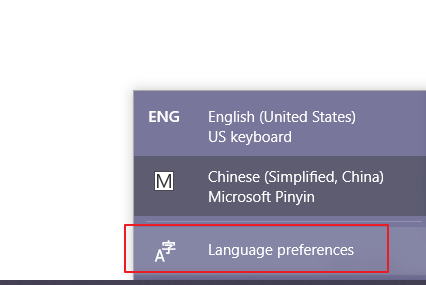 ENG English (United States)
US keyboard
M Chinese (Simplified, China)
Microsoft Pinyin
A字 Language preferences